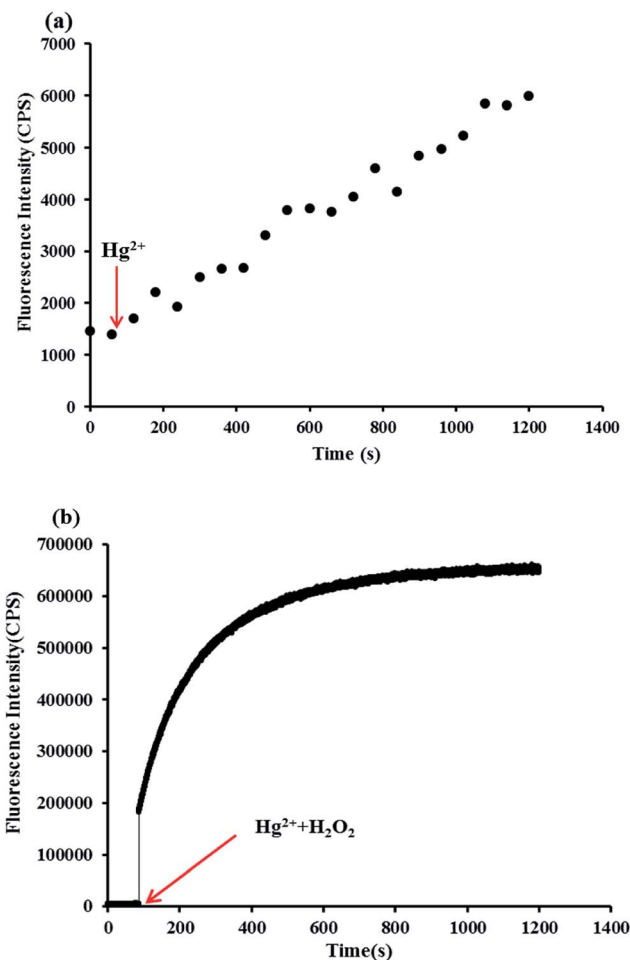 (a)
7000
6000
5000
4000
3000
2000
1000
0
Fluorescence Intensity (CPS)
Hg²⁺
0 200 400 600 800 1000 1200 1400
Time (s)
(b)
700000
600000
500000
400000
300000
200000
100000
0
Fluorescence Intensity(CPS)
Hg²⁺+H₂O₂
0 200 400 600 800 1000 1200 1400
Time(s)